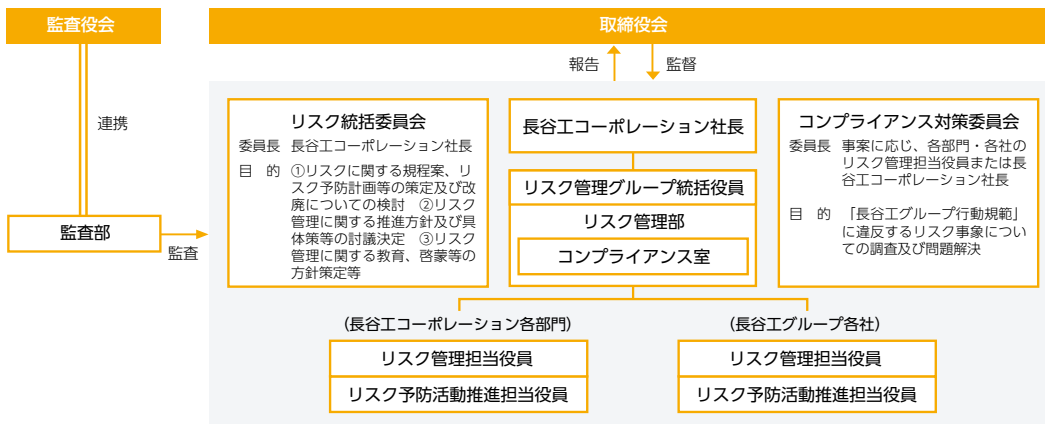 監査役会
取締役会
報告
監督
連携
リスク統括委員会
委員長 長谷工コーポレーション社長
目 的 ①リスクに関する規程案、リ
スク予防計画等の策定及び改
廃についての検討 ②リスク
管理に関する推進方針及び具
体策等の討議決定 ③リスク
管理に関する教育、啓蒙等の
方針策定等
長谷工コーポレーション社長
リスク管理グループ統括役員
リスク管理部
コンプライアンス室
コンプライアンス対策委員会
委員長 事案に応じ、各部門・各社の
リスク管理担当役員または長
谷工コーポレーション社長
目 的 「長谷工グループ行動規範」
に違反するリスク事象につい
ての調査及び問題解決
監査部
監査
(長谷工コーポレーション各部門)
リスク管理担当役員
リスク予防活動推進担当役員
(長谷工グループ各社)
リスク管理担当役員
リスク予防活動推進担当役員